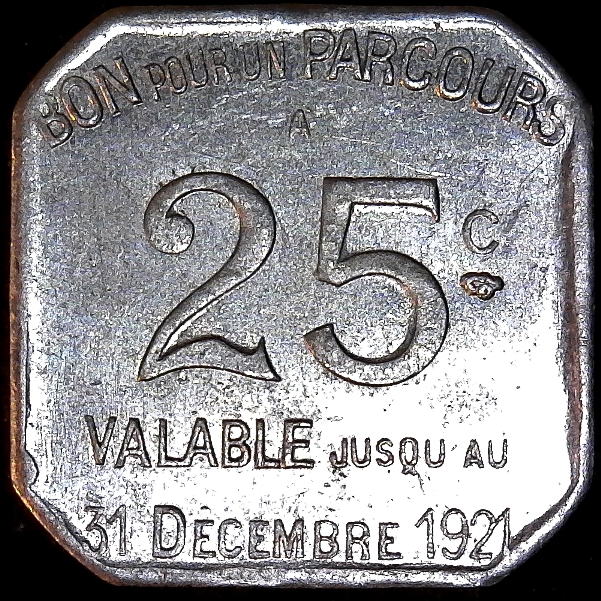 BON POUR UN PARCOURS
A
25 C
VALABLE JUSQU'AU
31 DECEMBRE 1921